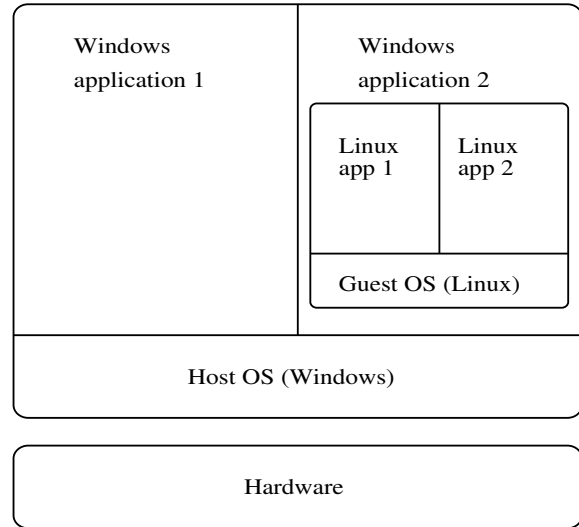 Windows
application 1
Windows
application 2
Linux
app 1
Linux
app 2
Guest OS (Linux)
Host OS (Windows)
Hardware